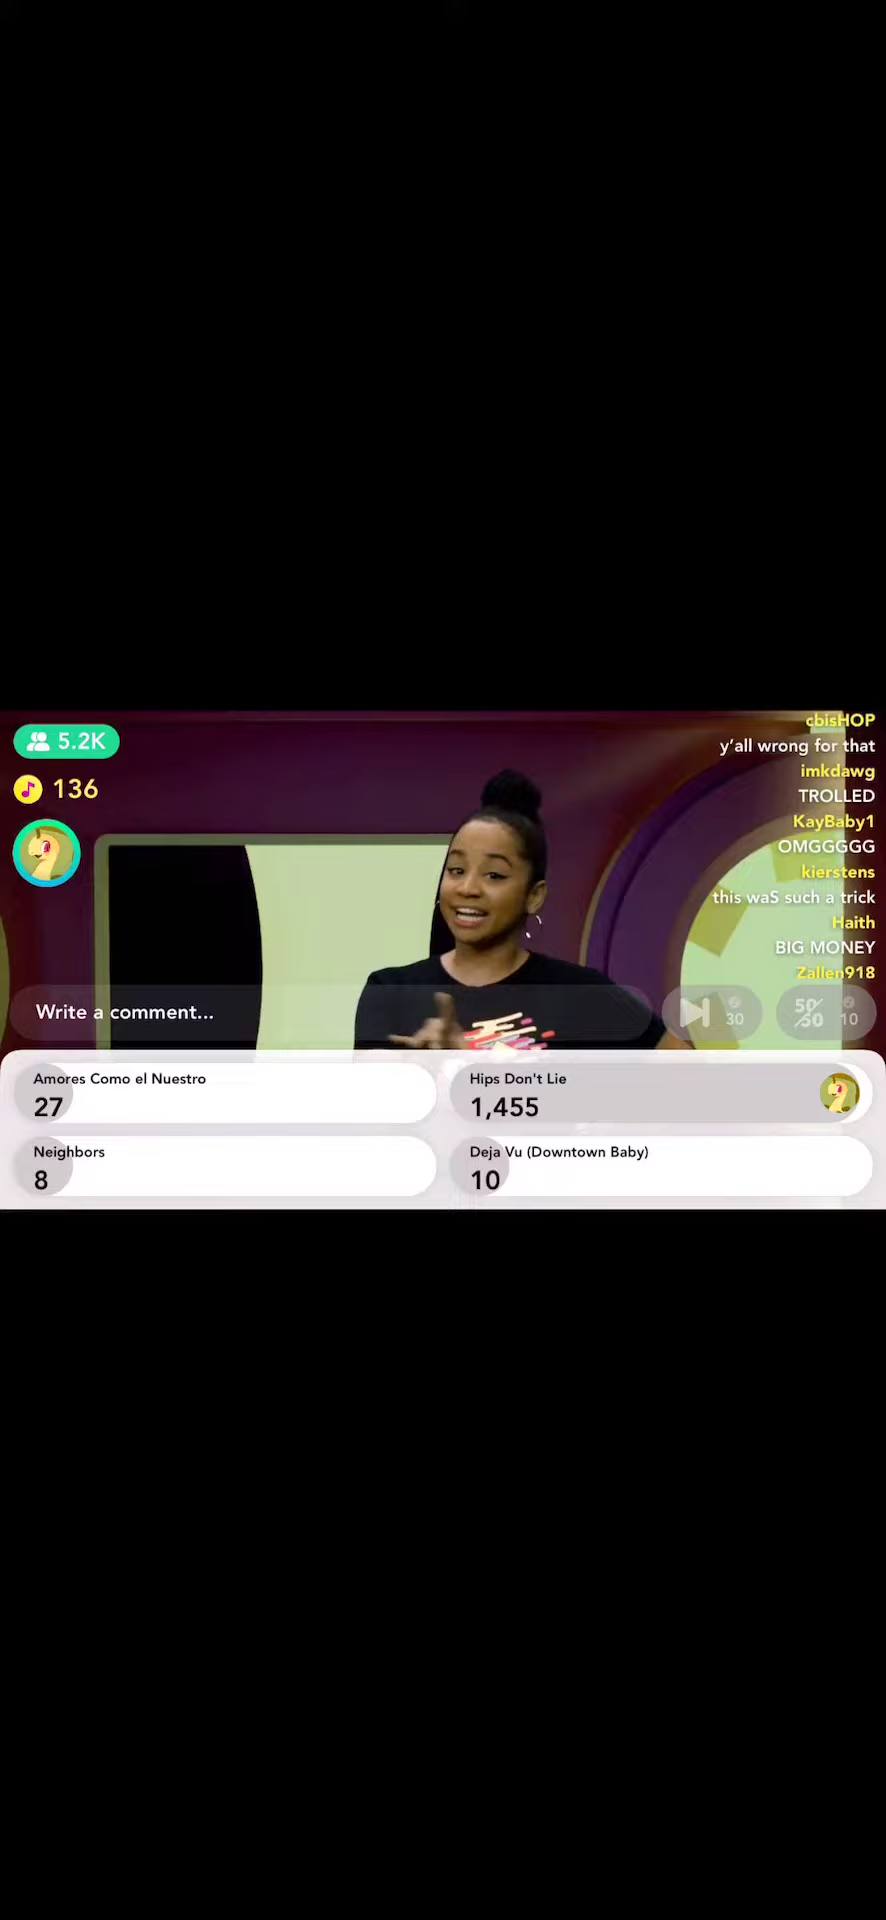 5.2K
136
cbisHOP
y'all wrong for that
imkdawg
TROLLED
KayBaby1
OMGGGGG
kierstens
this waS such a trick
Haith
BIG MONEY
Zallen918
Write a comment...
30
50/50
10
Amores Como el Nuestro
27
Hips Don't Lie
1,455
Neighbors
8
Deja Vu (Downtown Baby)
10